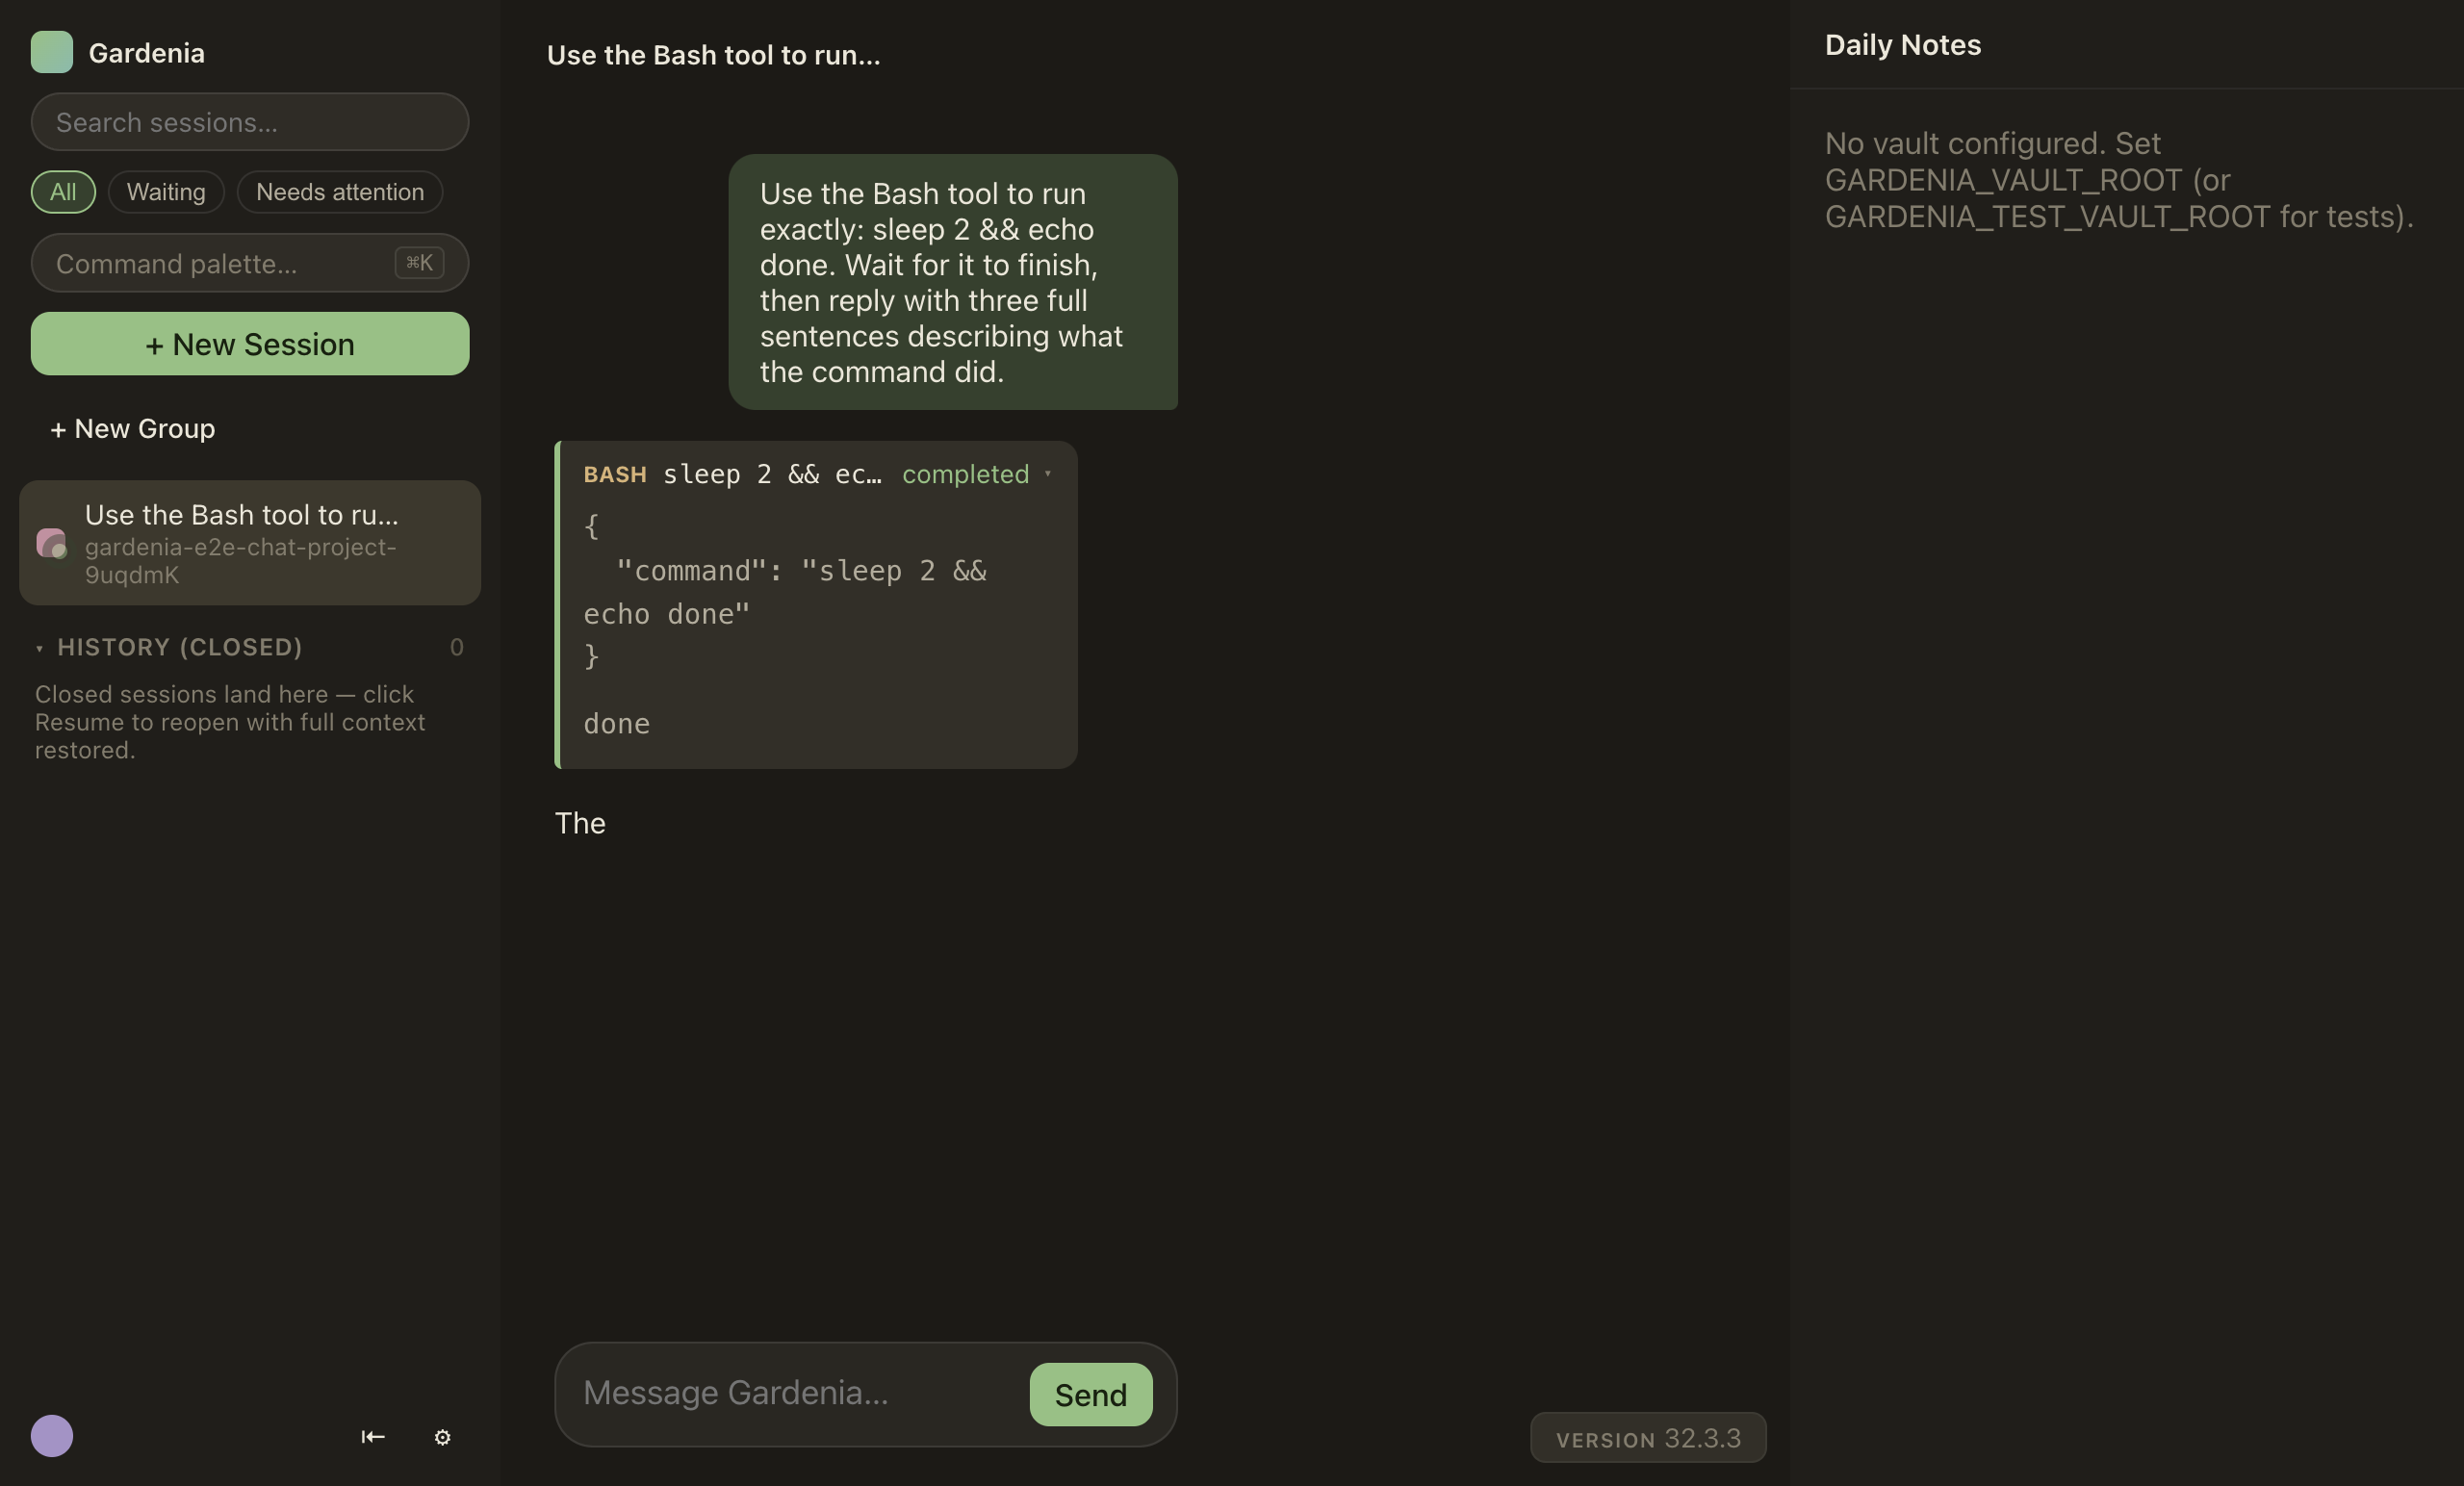 Gardenia
Search sessions...
All
Waiting
Needs attention
Command palette...
⌘K
+ New Session
+ New Group
Use the Bash tool to ru...
gardenia-e2e-chat-project-
9uqdmK
HISTORY (CLOSED)
0
Closed sessions land here — click
Resume to reopen with full context
restored.
Use the Bash tool to run...
Use the Bash tool to run
exactly: sleep 2 && echo
done. Wait for it to finish,
then reply with three full
sentences describing what
the command did.
BASH sleep 2 && ec… completed
{
"command": "sleep 2 &&
echo done"
}
done
The
Message Gardenia...
Send
VERSION 32.3.3
Daily Notes
No vault configured. Set
GARDENIA_VAULT_ROOT (or
GARDENIA_TEST_VAULT_ROOT for tests).